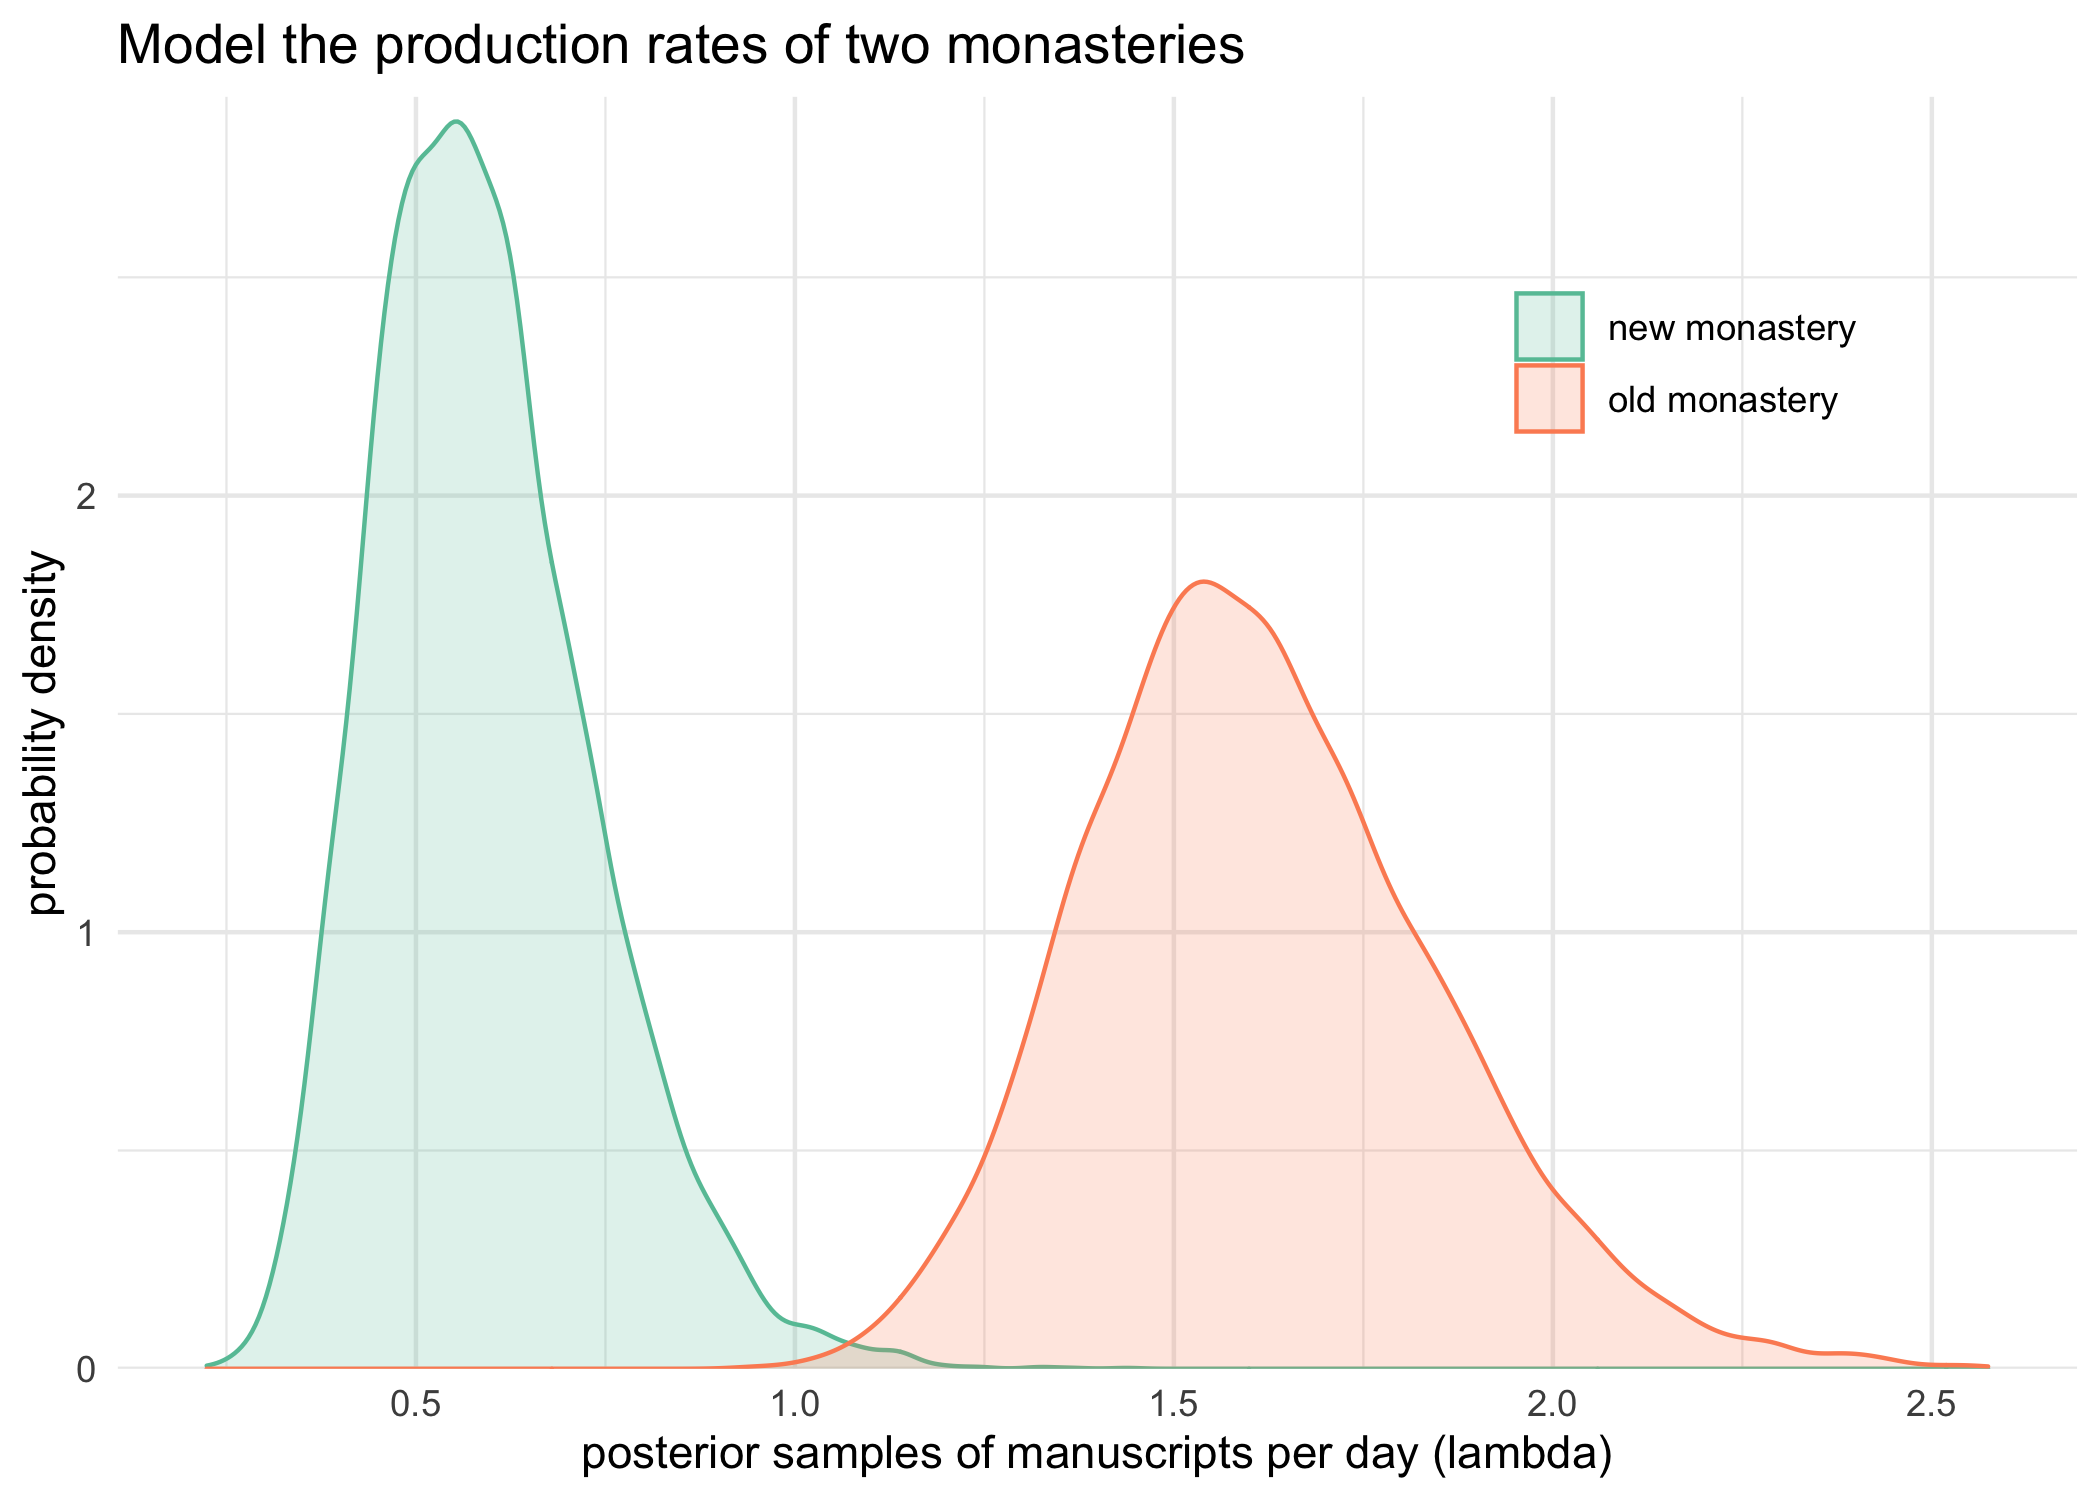 Model the production rates of two monasteries
probability density
2
1
0
new monastery
old monastery
0.5
1.0
1.5
2.0
2.5
posterior samples of manuscripts per day (lambda)